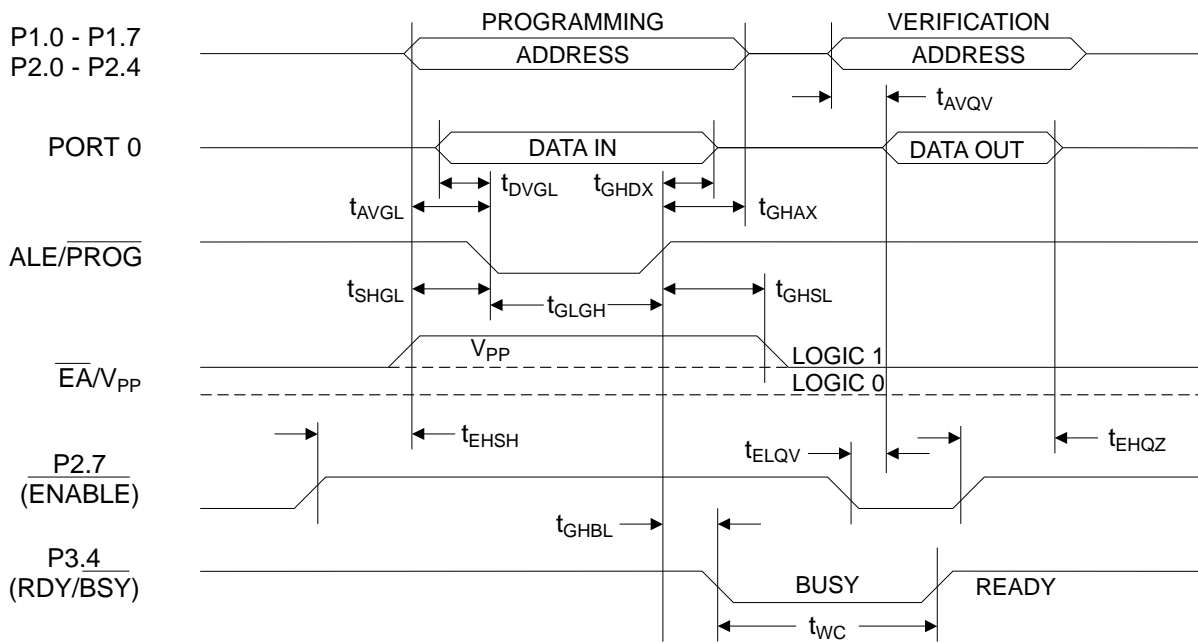 PROGRAMMING
VERIFICATION
P1.0 - P1.7
P2.0 - P2.4
ADDRESS
ADDRESS
tAVQV
PORT 0
DATA IN
DATA OUT
tDVGL
tGHDX
tAVGL
tGHAX
ALE/PROG
tSHGL
tGLGH
tGHSL
VPP
LOGIC 1
EA/VPP
LOGIC 0
tEHSH
tELQV
tEHQZ
P2.7
(ENABLE)
tGHBL
P3.4
(RDY/BSY)
BUSY
READY
tWC